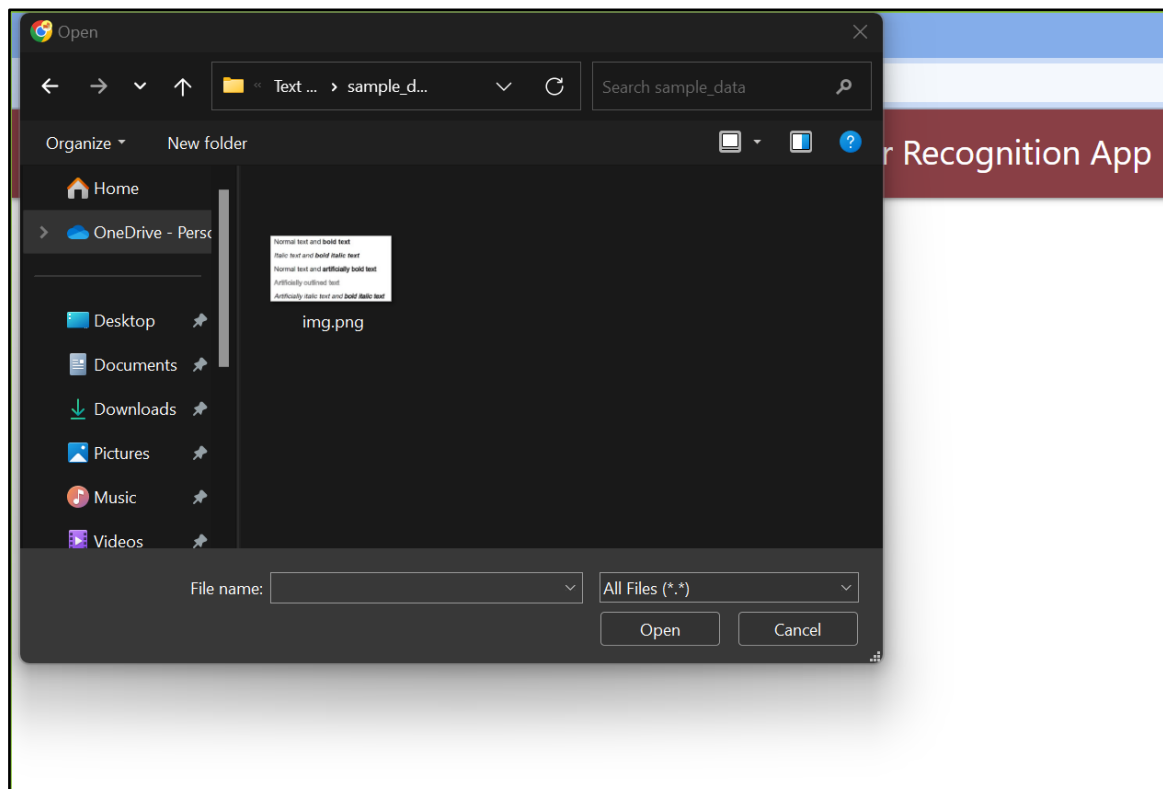 Open
« Text ... › sample_d...
Search sample_data
Organize
New folder
r Recognition App
Home
OneDrive - Perso
Desktop
Documents
Downloads
Pictures
Music
Videos
Normal text and bold text
Italic text and bold italic text
Normal text and artificially bold text
Artificially outlined text
Artificially italic text and bold italic text
img.png
File name:
All Files (*.*)
Open
Cancel